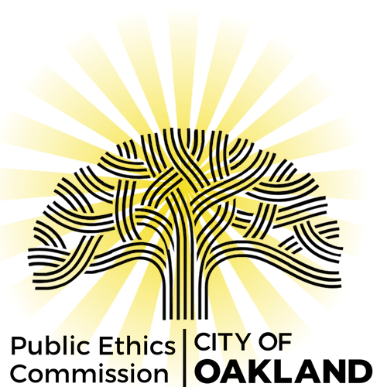 Public Ethics
Commission
CITY OF
OAKLAND